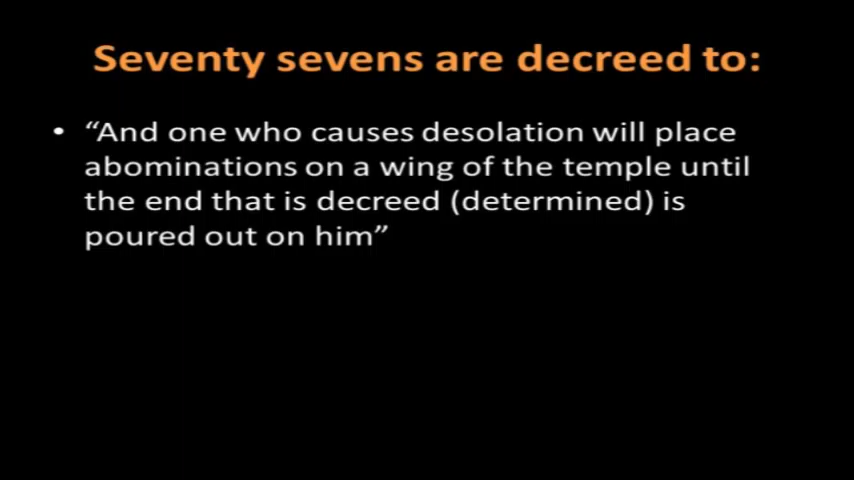 Seventy sevens are decreed to:
• “And one who causes desolation will place
abominations on a wing of the temple until
the end that is decreed (determined) is
poured out on him”